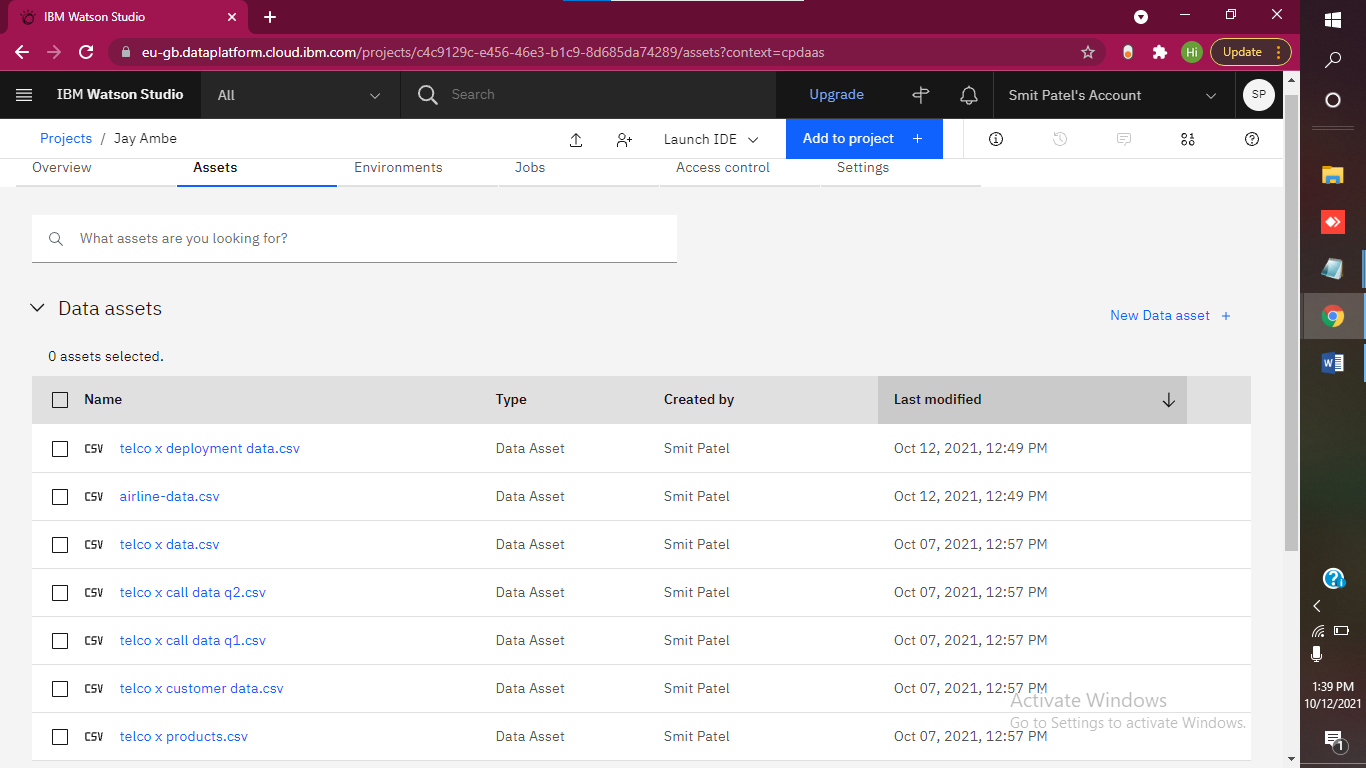 IBM Watson Studio
eu-gb.dataplatform.cloud.ibm.com/projects/c4c9129c-e456-46e3-b1c9-8d685da74289/assets?context=cpdaas
Hi
Update
IBM Watson Studio
All
Search
Upgrade
Smit Patel's Account
SP
Projects / Jay Ambe
Launch IDE
Add to project +
Overview
Assets
Environments
Jobs
Access control
Settings
What assets are you looking for?
Data assets
New Data asset +
0 assets selected.
Name Type Created by Last modified
CSV telco x deployment data.csv Data Asset Smit Patel Oct 12, 2021, 12:49 PM
CSV airline-data.csv Data Asset Smit Patel Oct 12, 2021, 12:49 PM
CSV telco x data.csv Data Asset Smit Patel Oct 07, 2021, 12:57 PM
CSV telco x call data q2.csv Data Asset Smit Patel Oct 07, 2021, 12:57 PM
CSV telco x call data q1.csv Data Asset Smit Patel Oct 07, 2021, 12:57 PM
CSV telco x customer data.csv Data Asset Smit Patel Oct 07, 2021, 12:57 PM
CSV telco x products.csv Data Asset Smit Patel Oct 07, 2021, 12:57 PM
Activate Windows
Go to Settings to activate Windows.
1:39 PM
10/12/2021
1